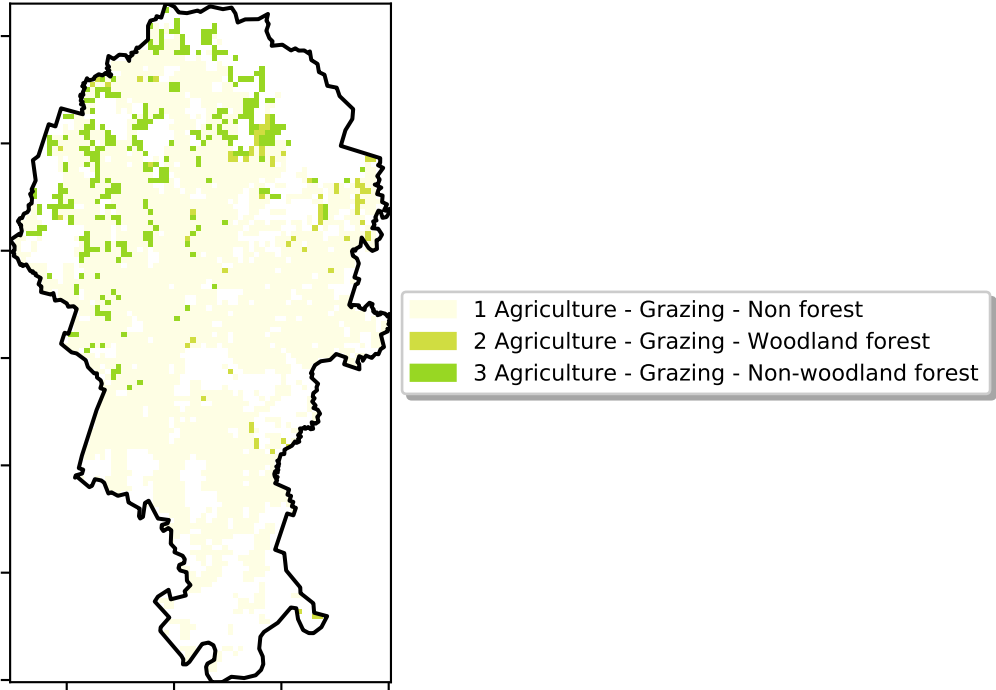 1 Agriculture - Grazing - Non forest
2 Agriculture - Grazing - Woodland forest
3 Agriculture - Grazing - Non-woodland forest